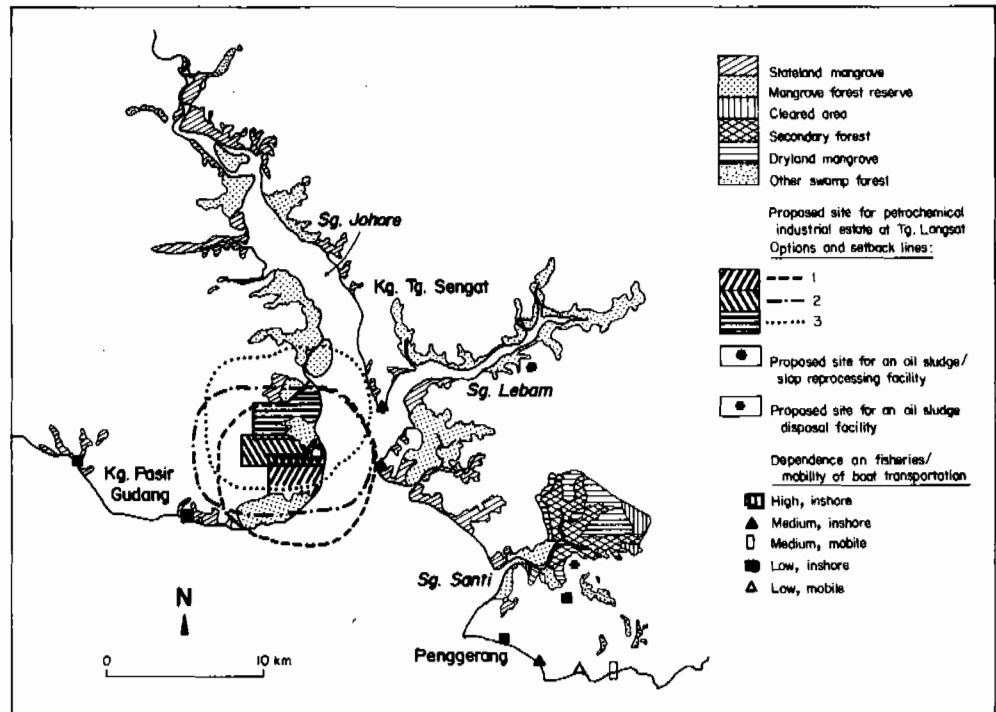 Stateland mangrove
Mangrove forest reserve
Cleared area
Secondary forest
Dryland mangrove
Other swamp forest
Proposed site for petrochemical
industrial estate at Tg. Langsat
Options and setback lines:
1
2
3
Proposed site for an oil sludge/
slop reprocessing facility
Proposed site for an oil sludge
disposal facility
Dependence on fisheries/
mobility of boat transportation
High, inshore
Medium, inshore
Medium, mobile
Low, inshore
Low, mobile
Sg. Johore
Kg. Tg. Sengat
Sg. Lebam
Kg. Pasir
Gudang
Sg. Santi
Penggerang
N
0 10 km